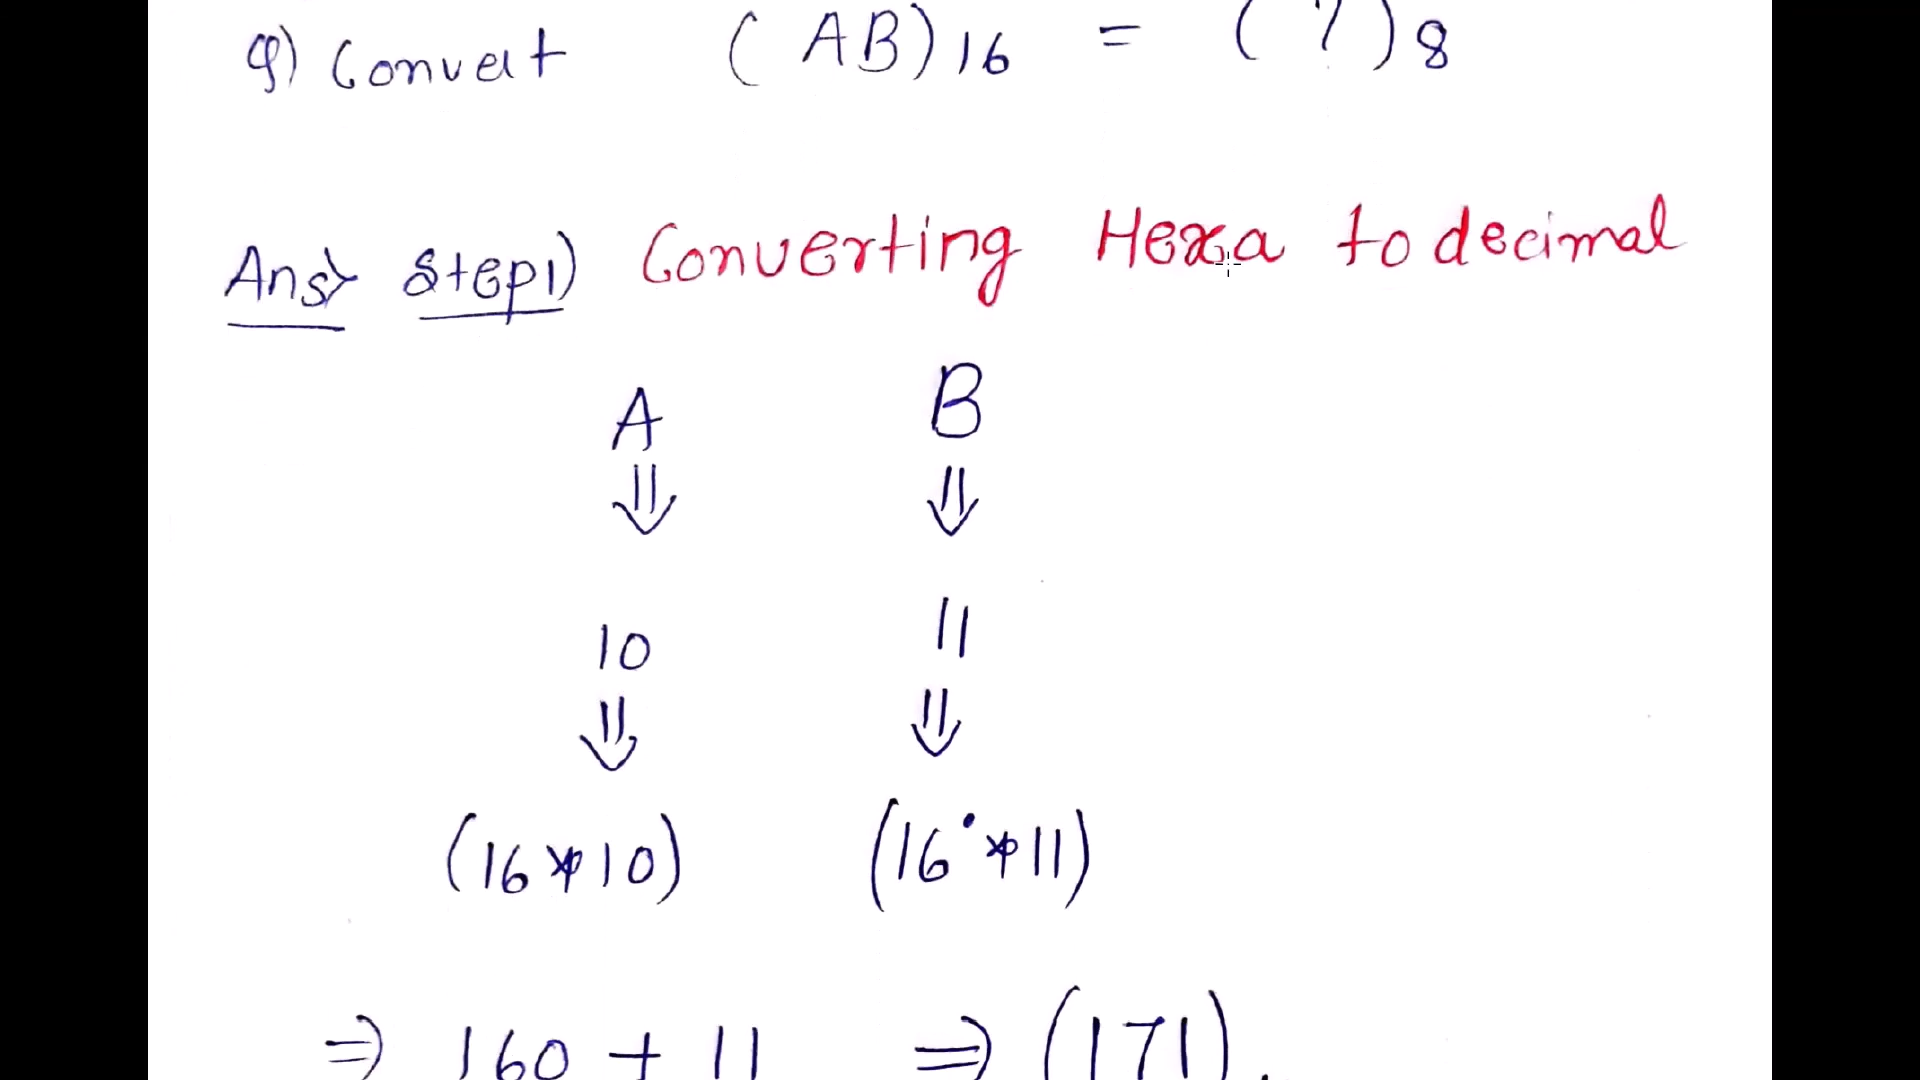 Q) Convert (AB)16 = (?)8
Ans> Step1) Converting Hexa to decimal
A B
⇓ ⇓
10 11
⇓ ⇓
(16*10) (16°*11)
⇒ 160 + 11 ⇒ (171)